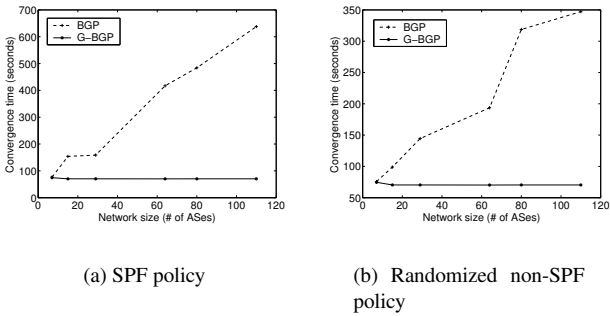 700
600
500
400
300
200
100
0
Convergence time (seconds)
BGP
G−BGP
0 20 40 60 80 100 120
Network size (# of ASes)
(a) SPF policy
350
300
250
200
150
100
50
Convergence time (seconds)
BGP
G−BGP
0 20 40 60 80 100 120
Network size (# of ASes)
(b) Randomized non-SPF
policy